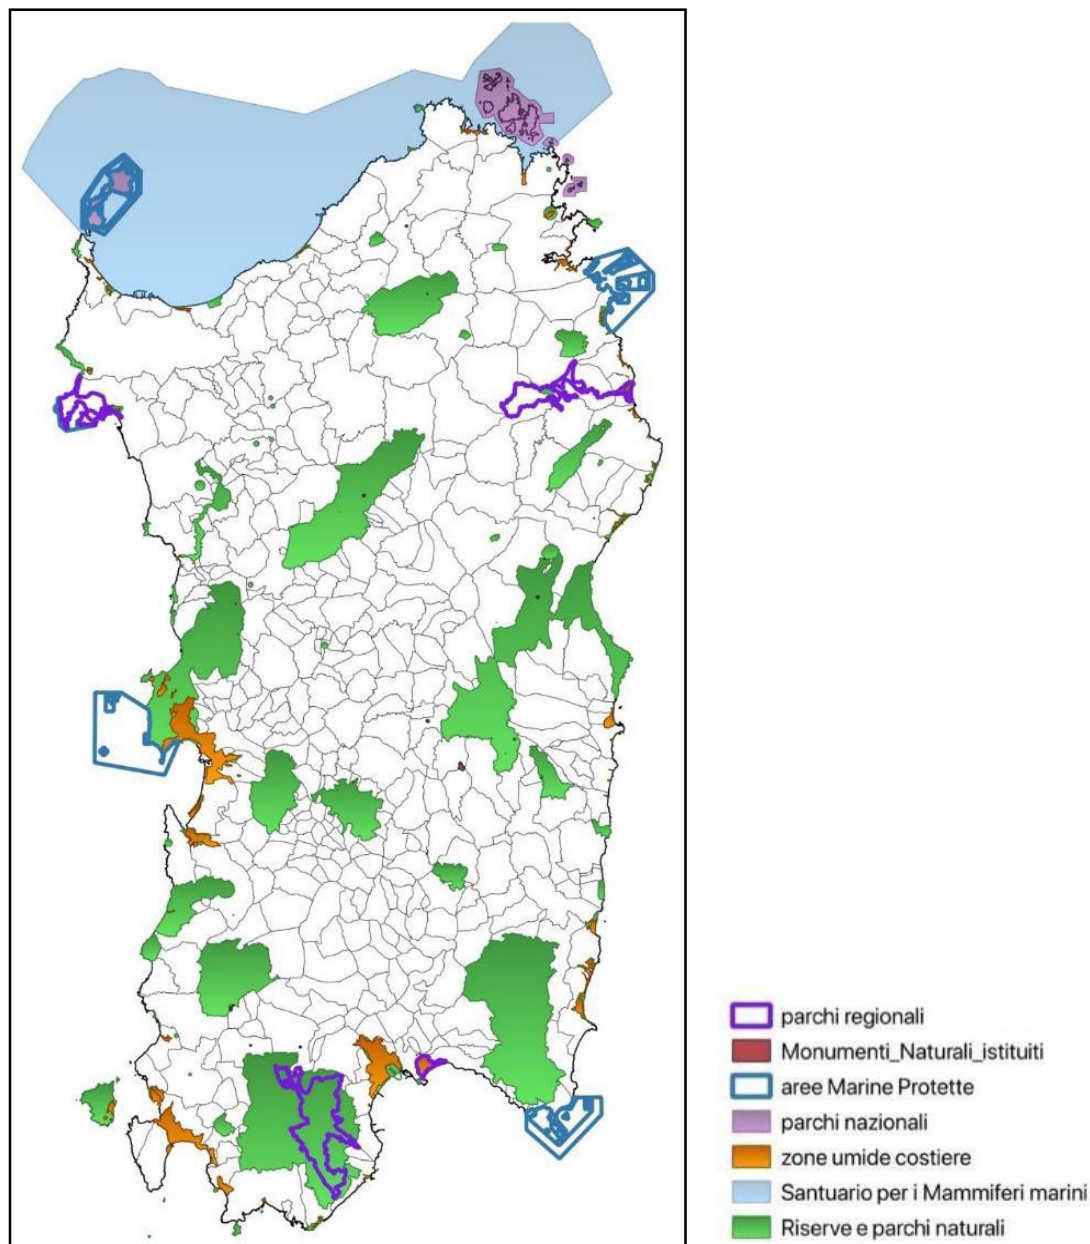 parchi regionali
Monumenti_Naturali_istituiti
aree Marine Protette
parchi nazionali
zone umide costiere
Santuario per i Mammiferi marini
Riserve e parchi naturali